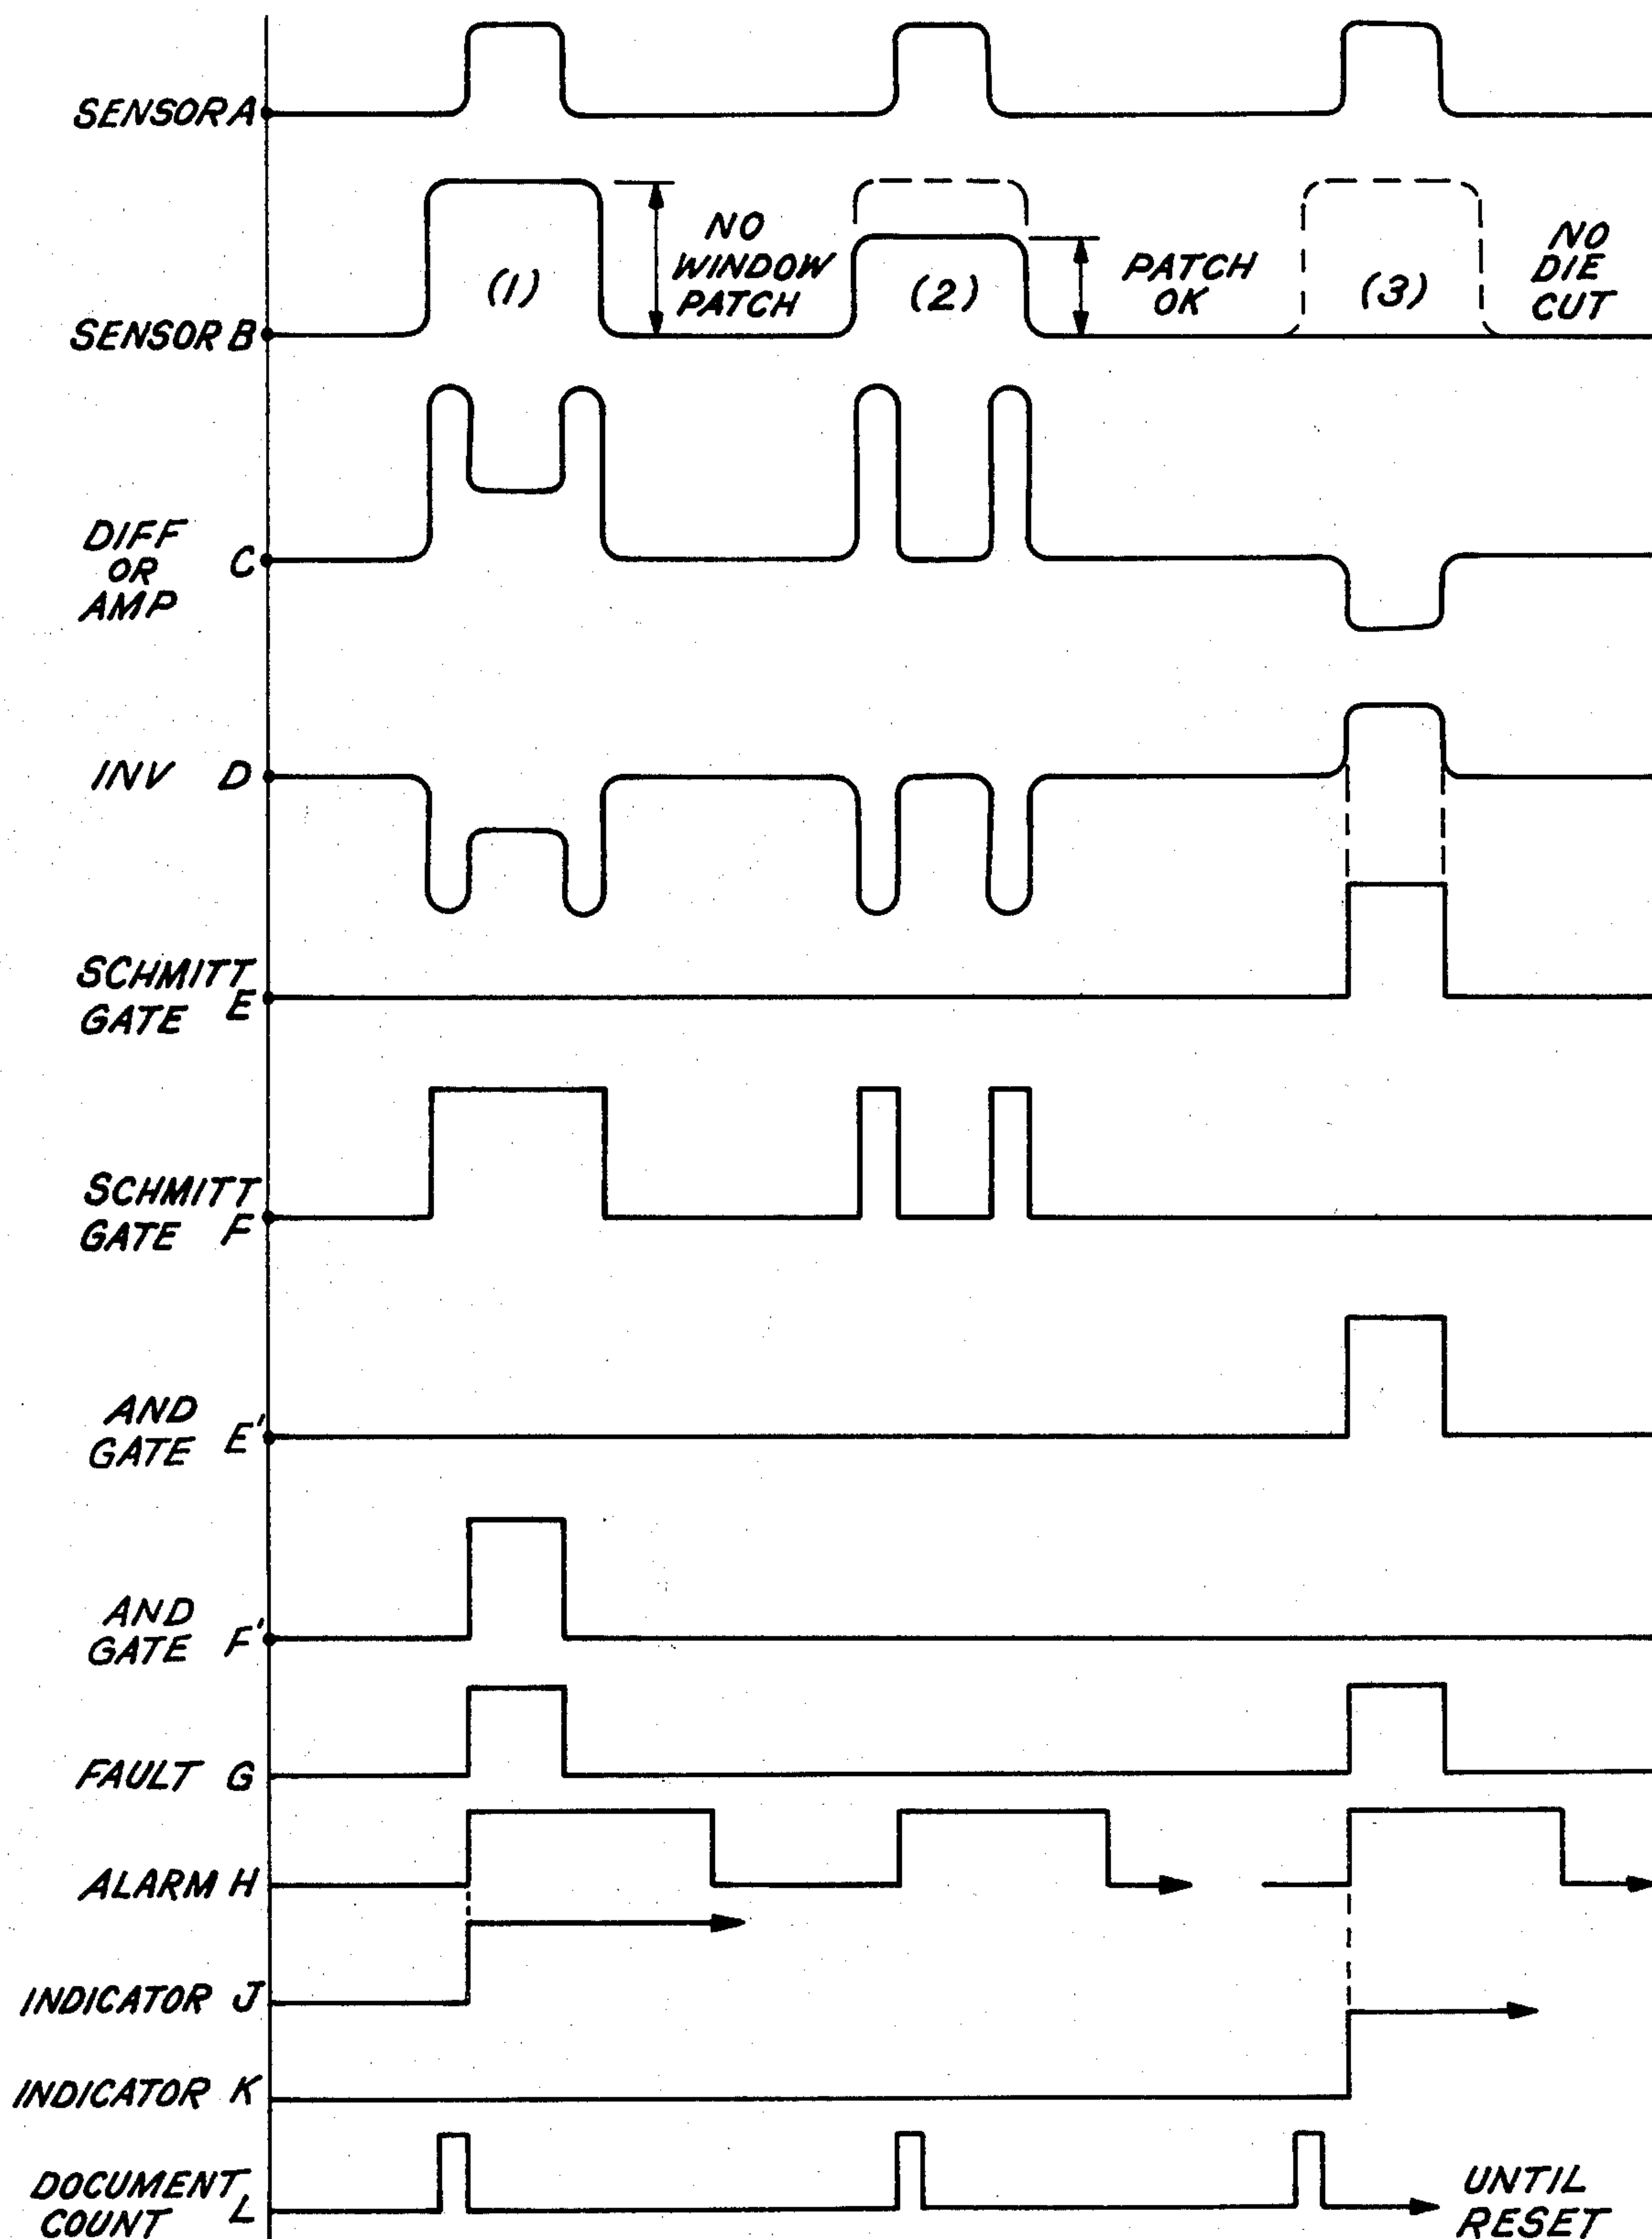 SENSOR A
NO
WINDOW
PATCH
(1)
(2)
PATCH
OK
(3)
NO
DIE
CUT
SENSOR B
DIFF
OR
AMP
C
INV D
SCHMITT
GATE E
SCHMITT
GATE F
AND
GATE E'
AND
GATE F'
FAULT G
ALARM H
INDICATOR J
INDICATOR K
DOCUMENT
COUNT L
UNTIL
RESET